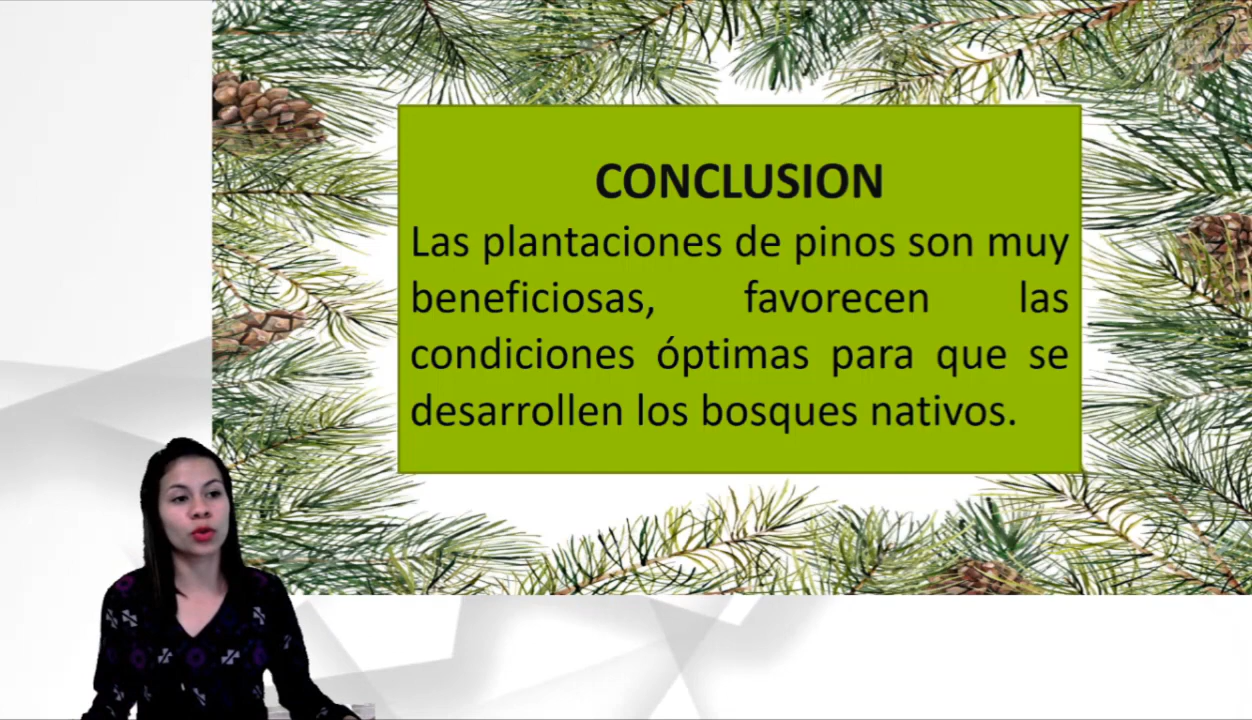 CONCLUSION
Las plantaciones de pinos son muy
beneficiosas, favorecen las
condiciones óptimas para que se
desarrollen los bosques nativos.